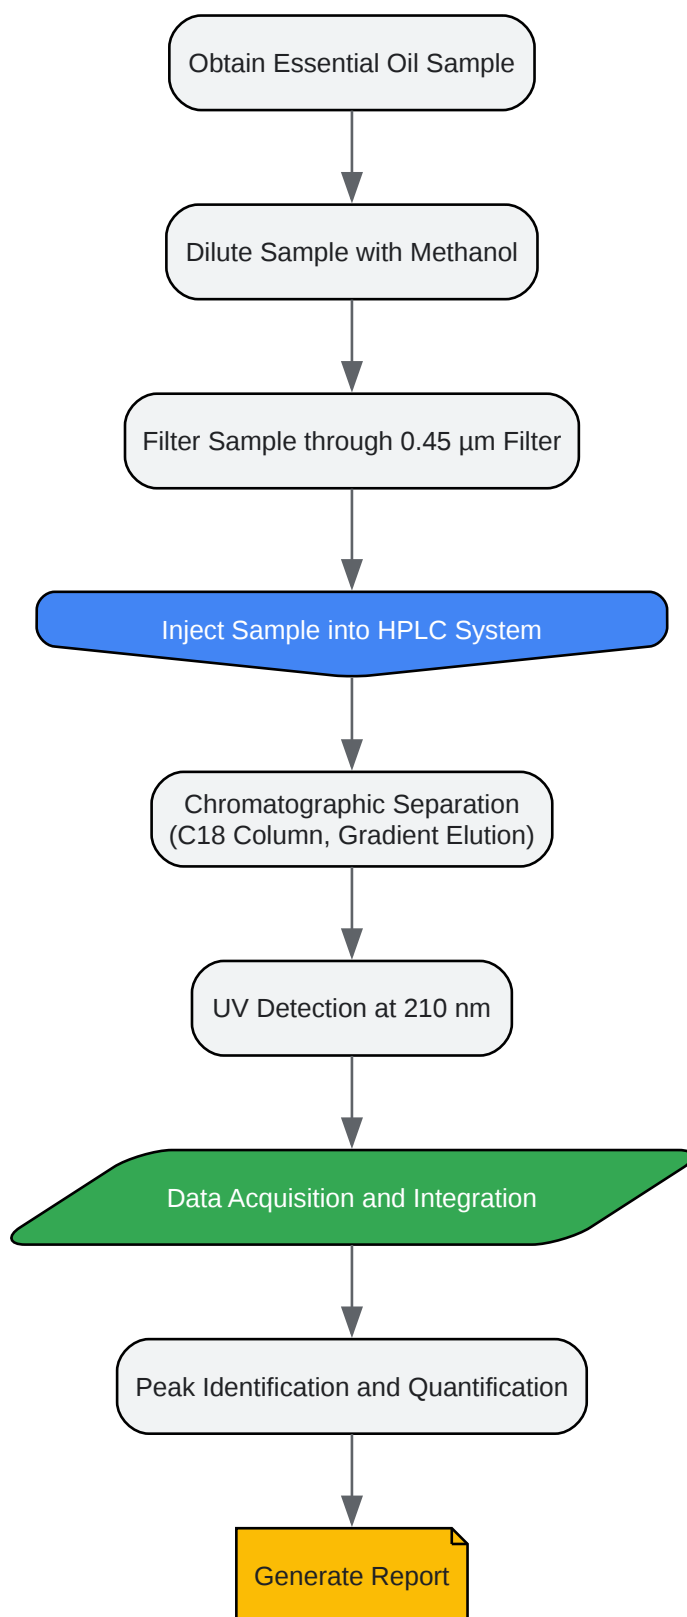 Obtain Essential Oil Sample
Dilute Sample with Methanol
Filter Sample through 0.45 µm Filter
Inject Sample into HPLC System
Chromatographic Separation
(C18 Column, Gradient Elution)
UV Detection at 210 nm
Data Acquisition and Integration
Peak Identification and Quantification
Generate Report